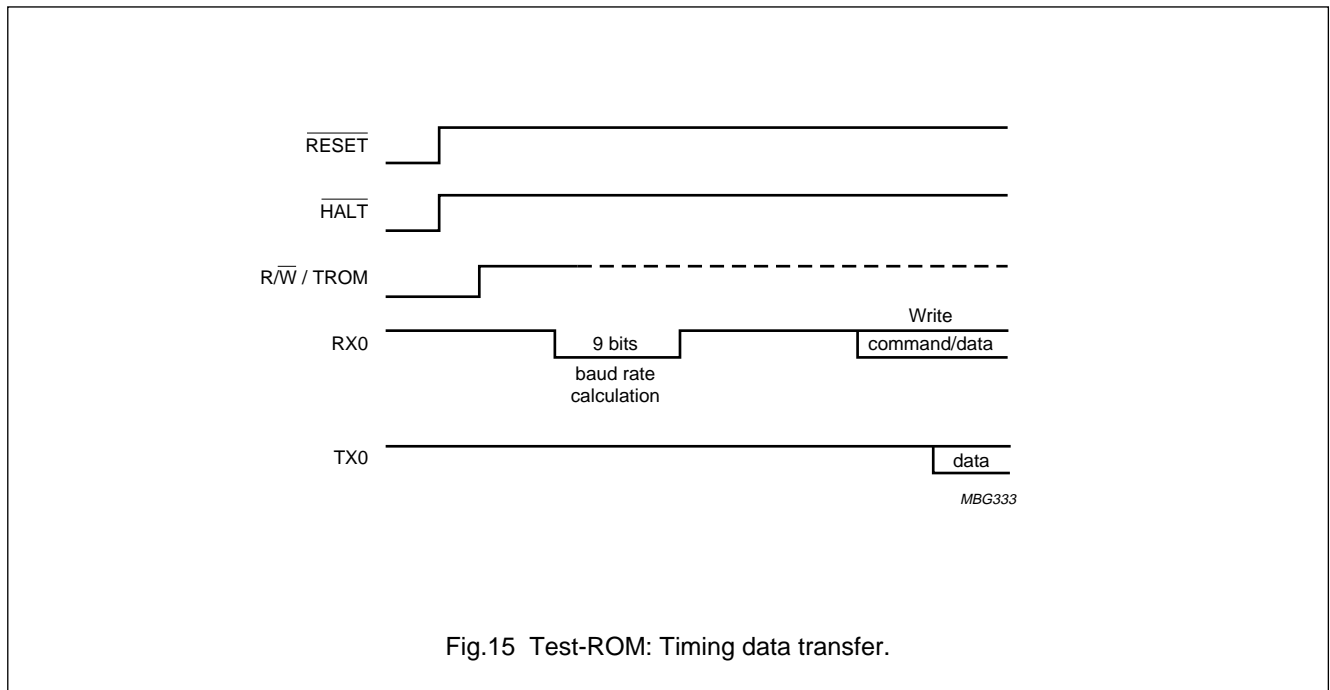 RESET
HALT
R/W / TROM
Write
RX0
9 bits
command/data
baud rate
calculation
TX0
data
MBG333
Fig.15 Test-ROM: Timing data transfer.